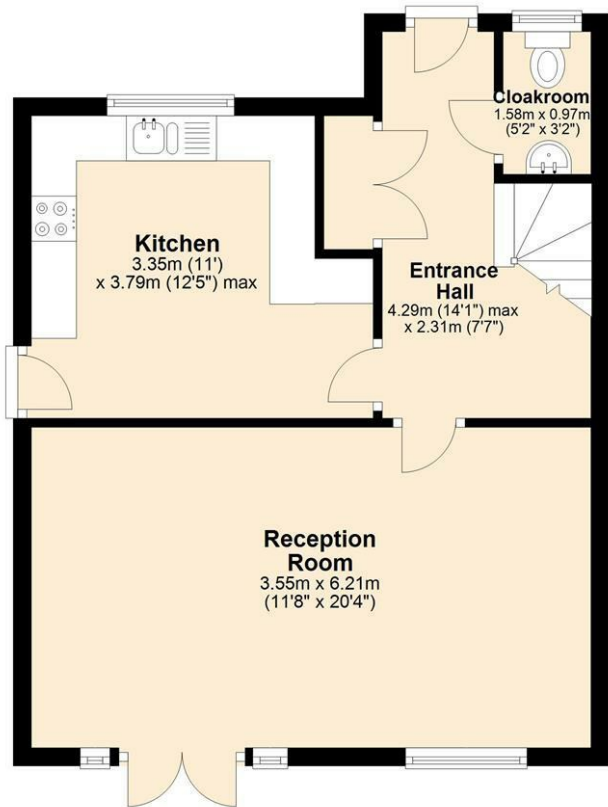 Cloakroom
1.58m x 0.97m
(5'2" x 3'2")
Kitchen
3.35m (11')
x 3.79m (12'5") max
Entrance
Hall
4.29m (14'1") max
x 2.31m (7'7")
Reception
Room
3.55m x 6.21m
(11'8" x 20'4")